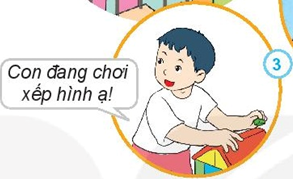 Con đang chơi
xếp hình ạ!
3